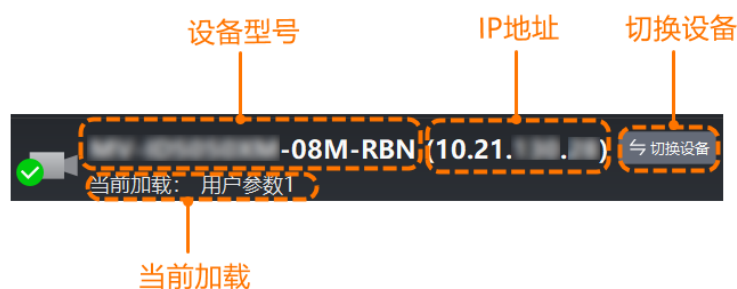 设备型号
IP地址
切换设备
-08M-RBN (10.21. . )
切换设备
当前加载： 用户参数1
当前加载